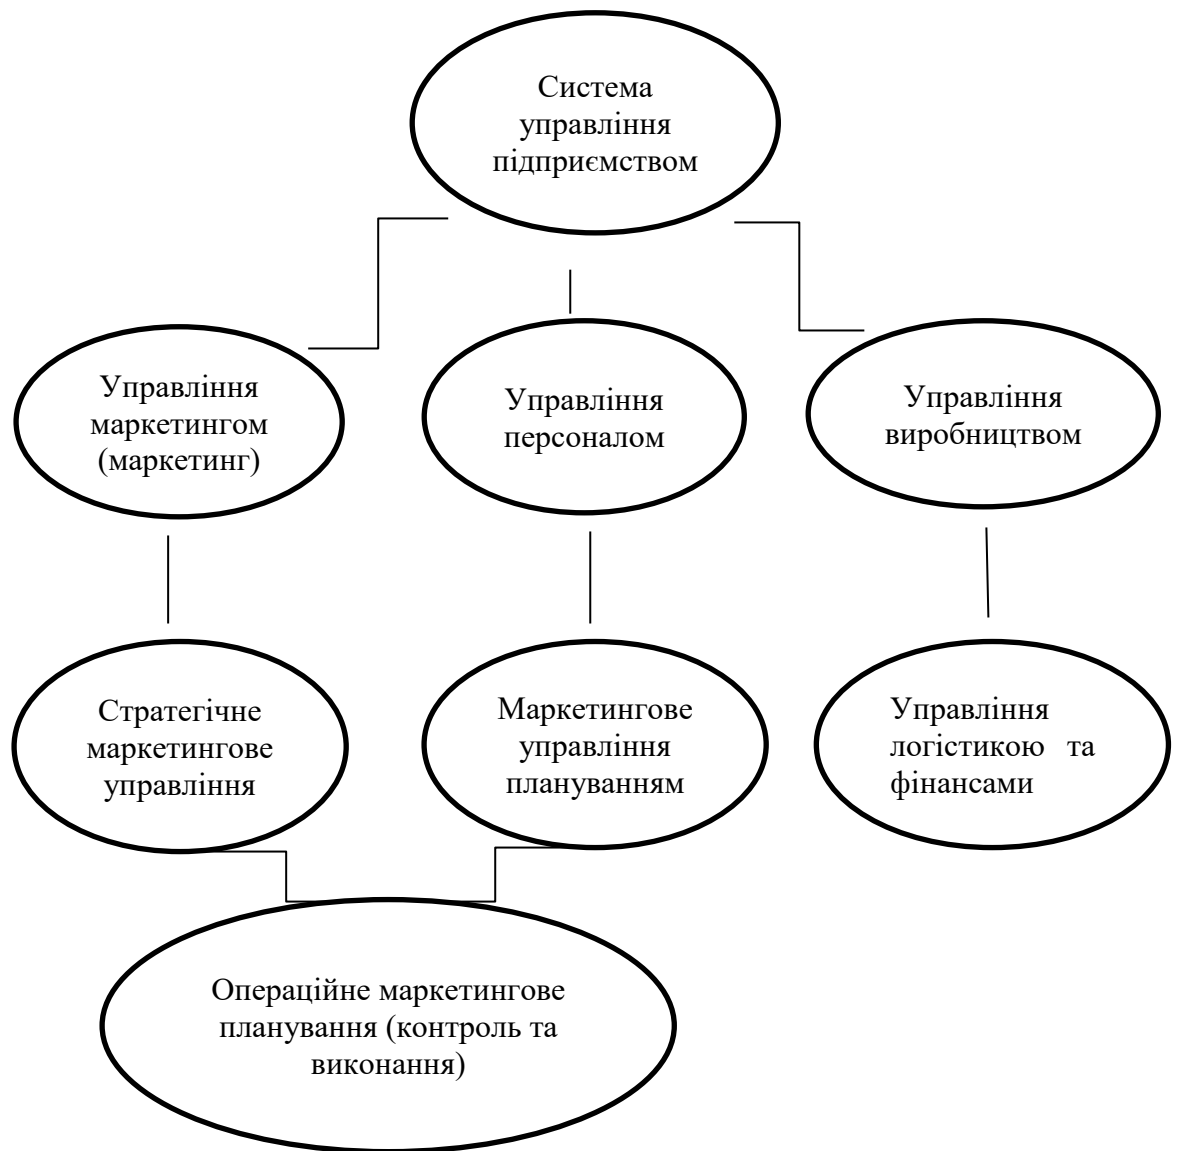 Система
управління
підприємством
Управління
маркетингом
(маркетинг)
Управління
персоналом
Управління
виробництвом
Стратегічне
маркетингове
управління
Маркетингове
управління
плануванням
Управління
логістикою та
фінансами
Операційне маркетингове
планування (контроль та
виконання)